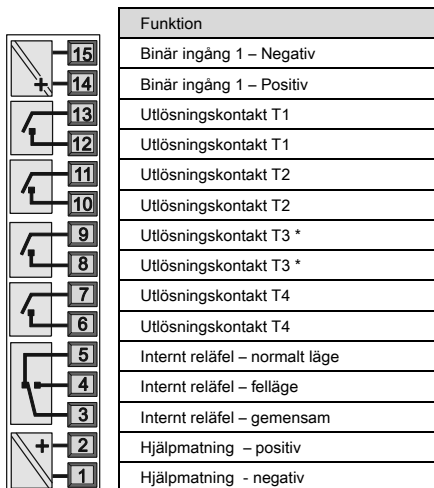 Funktion
15 Binär ingång 1 – Negativ
+ 14 Binär ingång 1 – Positiv
13 Utlösningskontakt T1
12 Utlösningskontakt T1
11 Utlösningskontakt T2
10 Utlösningskontakt T2
9 Utlösningskontakt T3 *
8 Utlösningskontakt T3 *
7 Utlösningskontakt T4
6 Utlösningskontakt T4
5 Internt reläfel – normalt läge
4 Internt reläfel – felläge
3 Internt reläfel – gemensam
+ 2 Hjälpmatning – positiv
1 Hjälpmatning - negativ